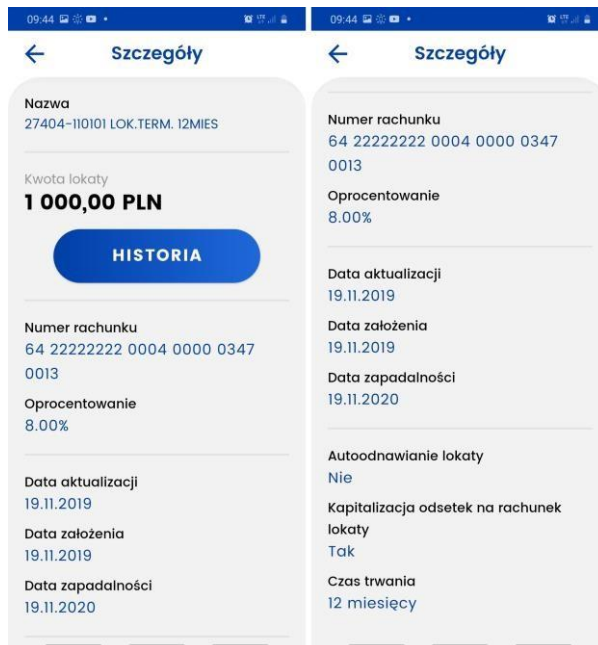 09:44
Szczegóły
Nazwa
27404-110101 LOK.TERM. 12MIES
Kwota lokaty
1 000,00 PLN
HISTORIA
Numer rachunku
64 22222222 0004 0000 0347
0013
Oprocentowanie
8.00%
Data aktualizacji
19.11.2019
Data założenia
19.11.2019
Data zapadalności
19.11.2020
09:44
Szczegóły
Numer rachunku
64 22222222 0004 0000 0347
0013
Oprocentowanie
8.00%
Data aktualizacji
19.11.2019
Data założenia
19.11.2019
Data zapadalności
19.11.2020
Autoodnawianie lokaty
Nie
Kapitalizacja odsetek na rachunek
lokaty
Tak
Czas trwania
12 miesięcy